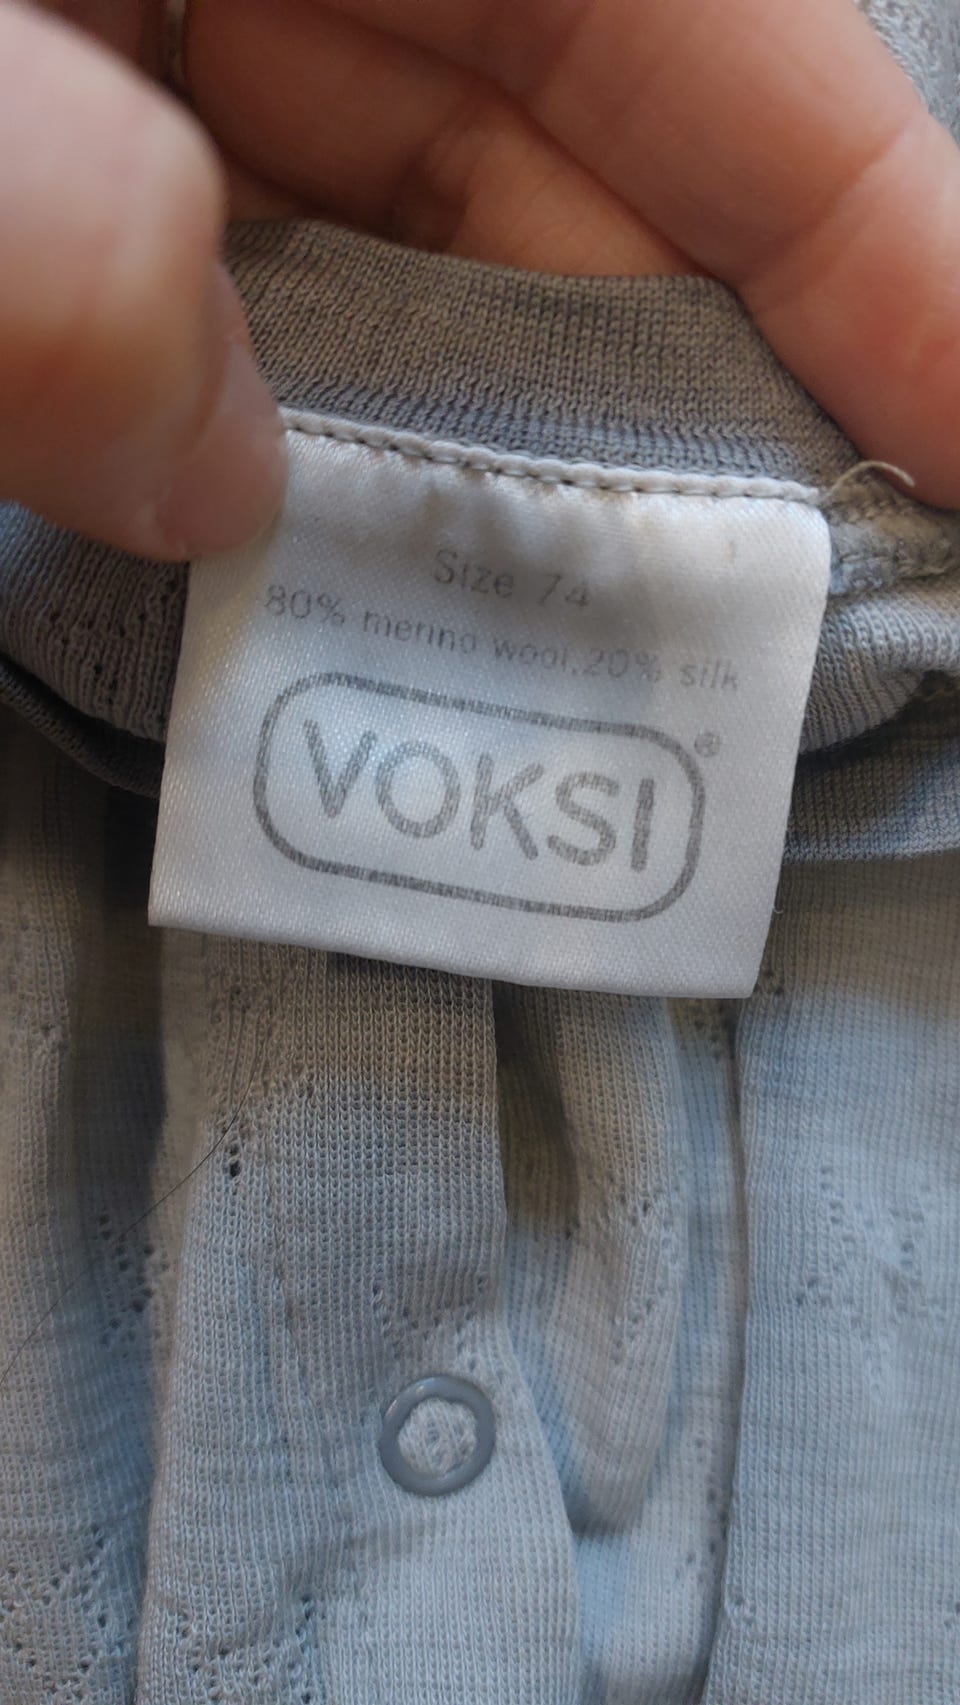 Size 74
80% merino wool,20% silk
VOKSI®